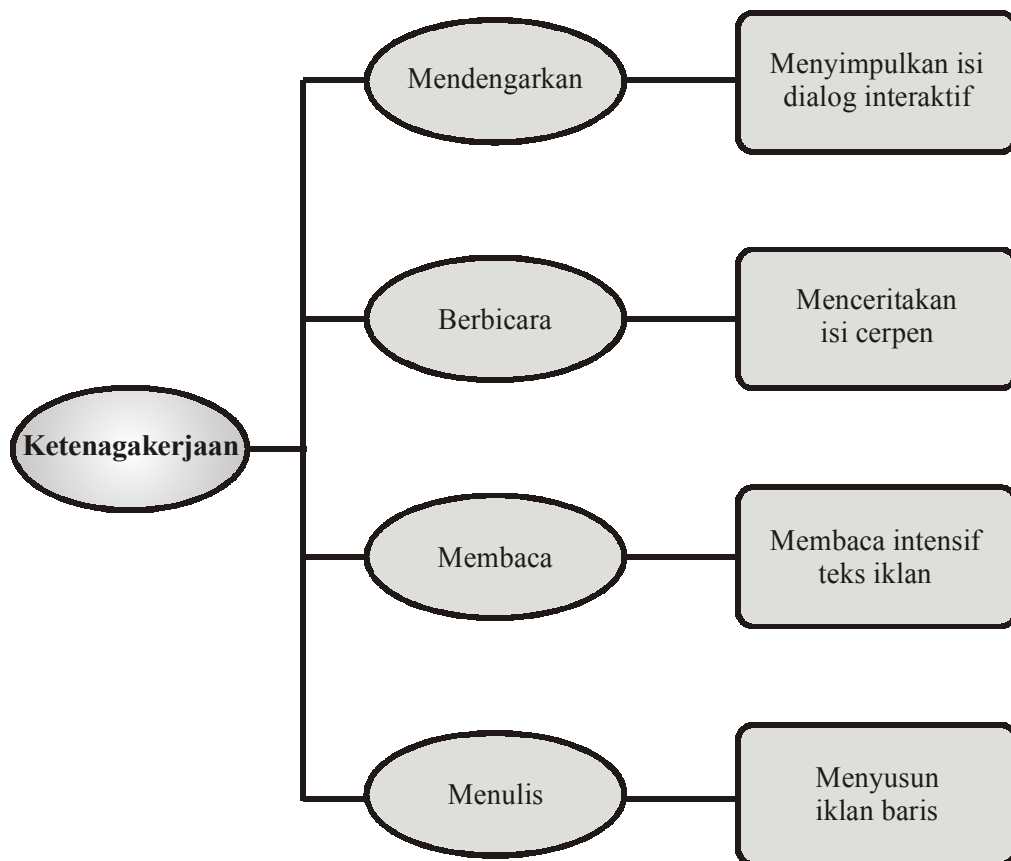 Mendengarkan
Menyimpulkan isi
dialog interaktif
Berbicara
Menceritakan
isi cerpen
Ketenagakerjaan
Membaca
Membaca intensif
teks iklan
Menulis
Menyusun
iklan baris